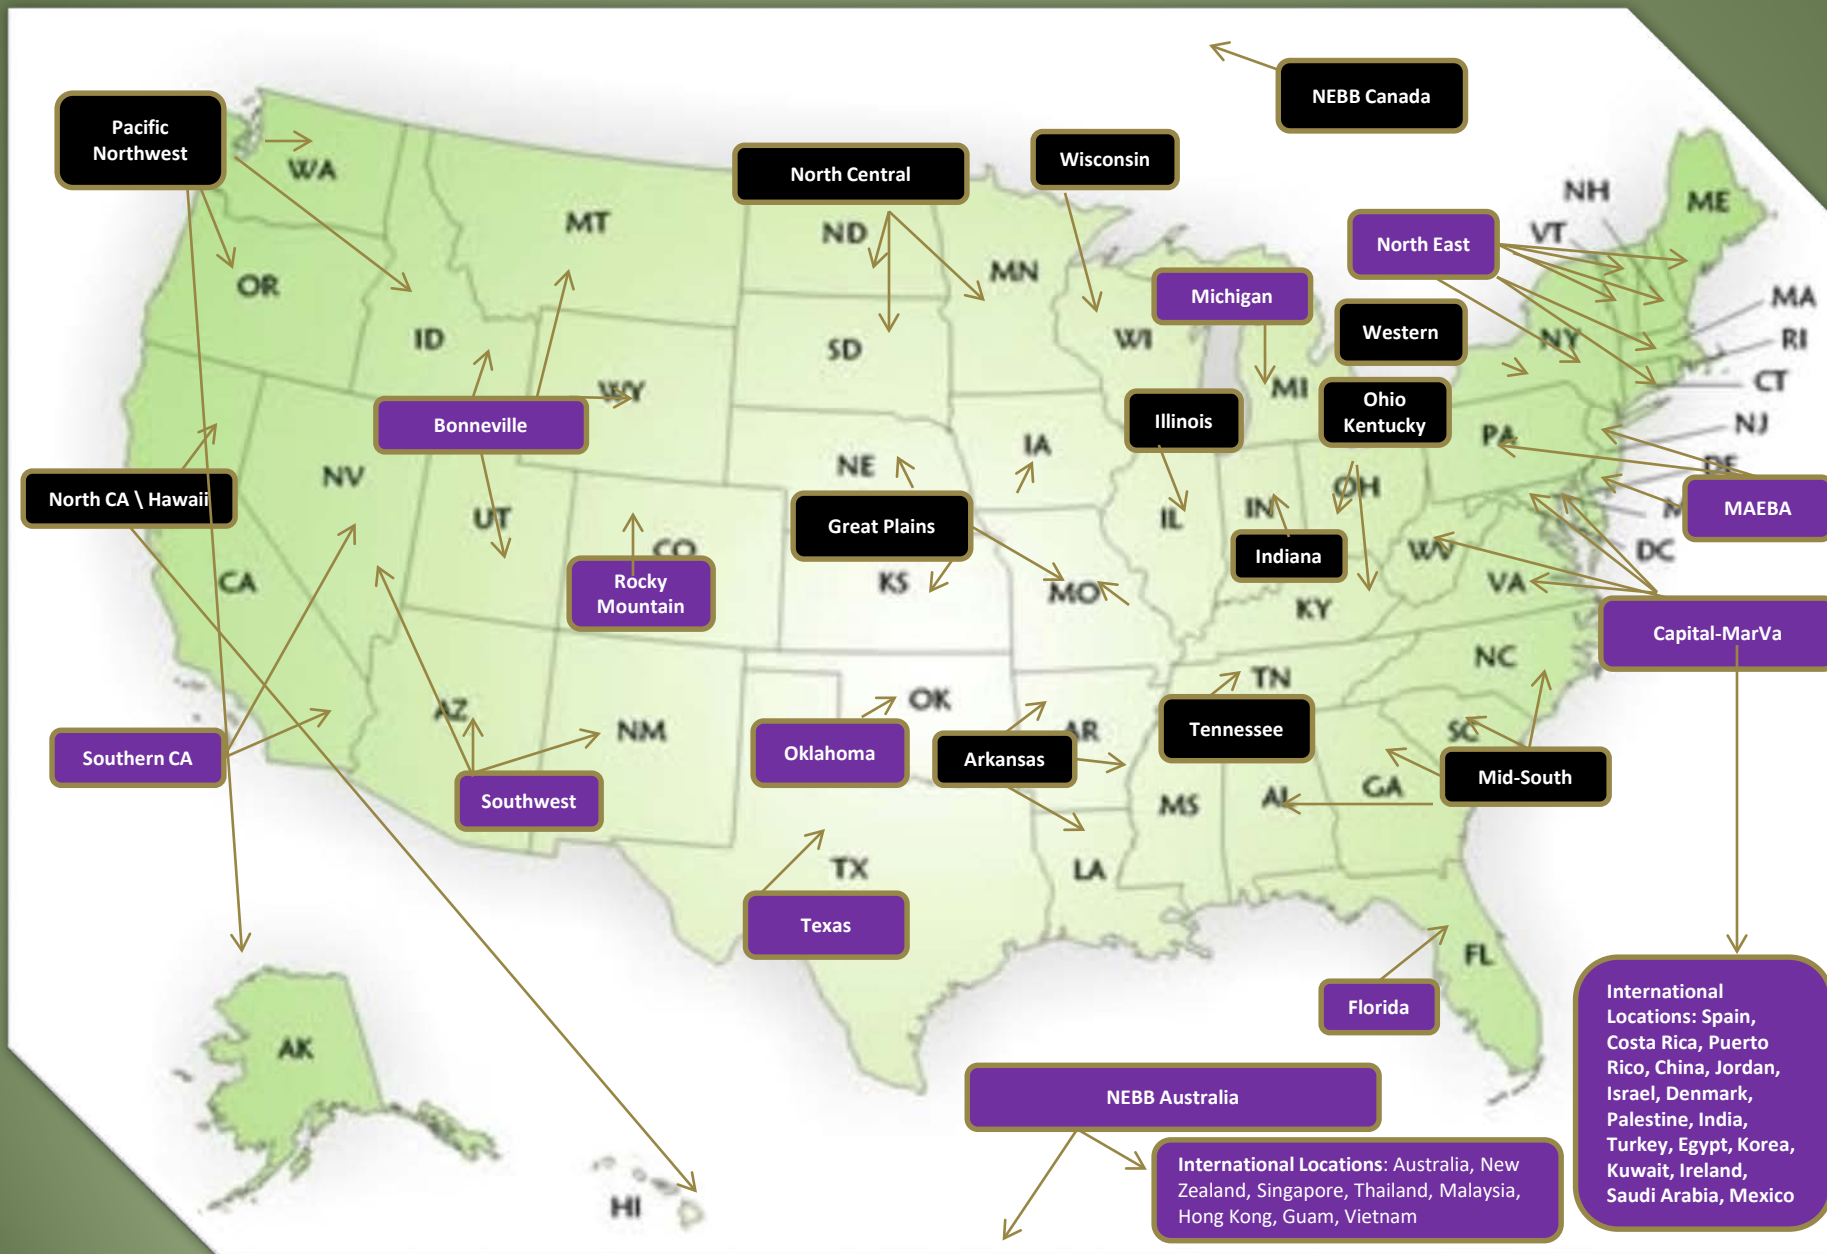 NEBB Canada
Pacific
Northwest
Wisconsin
North Central
WA
MT
ND
MN
NH
ME
VT
North East
OR
Michigan
MA
ID
SD
WI
Western
NY
RI
WY
MI
CT
Bonneville
Illinois
Ohio
Kentucky
NJ
PA
IA
NE
NV
DE
North CA \ Hawaii
OH
MAEBA
UT
Great Plains
IL
IN
M
DC
CO
Indiana
WV
CA
Rocky
Mountain
KS
MO
KY
VA
Capital-MarVa
NC
TN
OK
AZ
NM
AR
Tennessee
SC
Southern CA
Oklahoma
Arkansas
Mid-South
Southwest
MS
AL
GA
TX
LA
Texas
FL
Florida
AK
International
Locations: Spain,
Costa Rica, Puerto
Rico, China, Jordan,
Israel, Denmark,
Palestine, India,
Turkey, Egypt, Korea,
Kuwait, Ireland,
Saudi Arabia, Mexico
NEBB Australia
International Locations: Australia, New
Zealand, Singapore, Thailand, Malaysia,
Hong Kong, Guam, Vietnam
HI